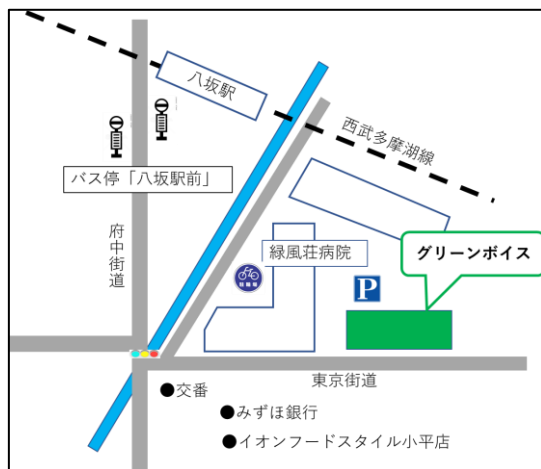 八坂駅
西武多摩湖線
バス停「八坂駅前」
府中街道
緑風荘病院
グリーンボイス
P
東京街道
●交番
●みずほ銀行
●イオンフードスタイル小平店